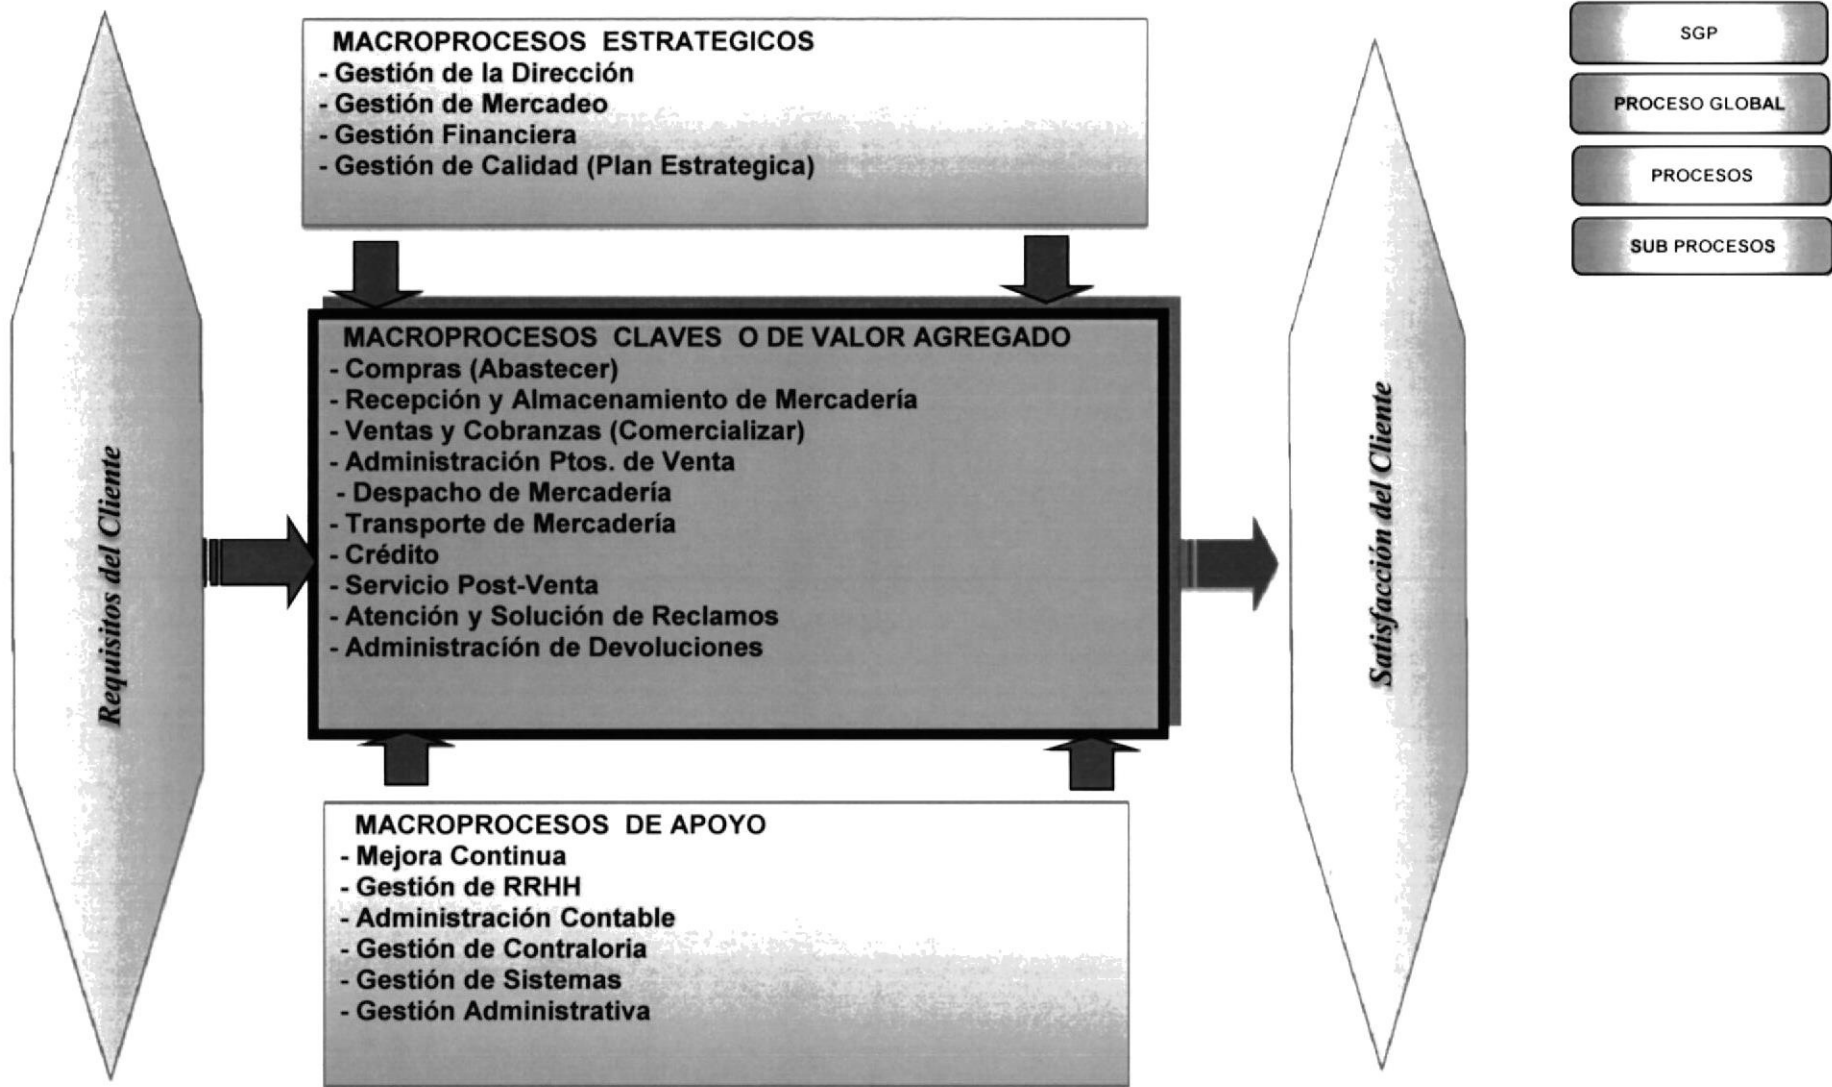 MACROPROCESOS ESTRATEGICOS
- Gestión de la Dirección
- Gestión de Mercadeo
- Gestión Financiera
- Gestión de Calidad (Plan Estrategica)
MACROPROCESOS CLAVES O DE VALOR AGREGADO
- Compras (Abastecer)
- Recepción y Almacenamiento de Mercadería
- Ventas y Cobranzas (Comercializar)
- Administración Ptos. de Venta
- Despacho de Mercadería
- Transporte de Mercadería
- Crédito
- Servicio Post-Venta
- Atención y Solución de Reclamos
- Administración de Devoluciones
MACROPROCESOS DE APOYO
- Mejora Continua
- Gestión de RRHH
- Administración Contable
- Gestión de Contraloria
- Gestión de Sistemas
- Gestión Administrativa
Requisitos del Cliente
Satisfacción del Cliente
SGP
PROCESO GLOBAL
PROCESOS
SUB PROCESOS